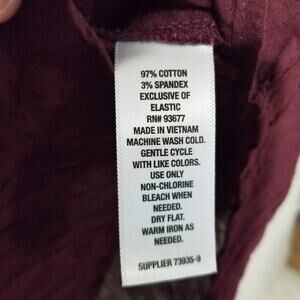 97% COTTON
3% SPANDEX
EXCLUSIVE OF
ELASTIC
RN# 93677
MADE IN VIETNAM
MACHINE WASH COLD.
GENTLE CYCLE
WITH LIKE COLORS.
USE ONLY
NON-CHLORINE
BLEACH WHEN
NEEDED.
DRY FLAT.
WARM IRON AS
NEEDED.
SUPPLIER 73935-9